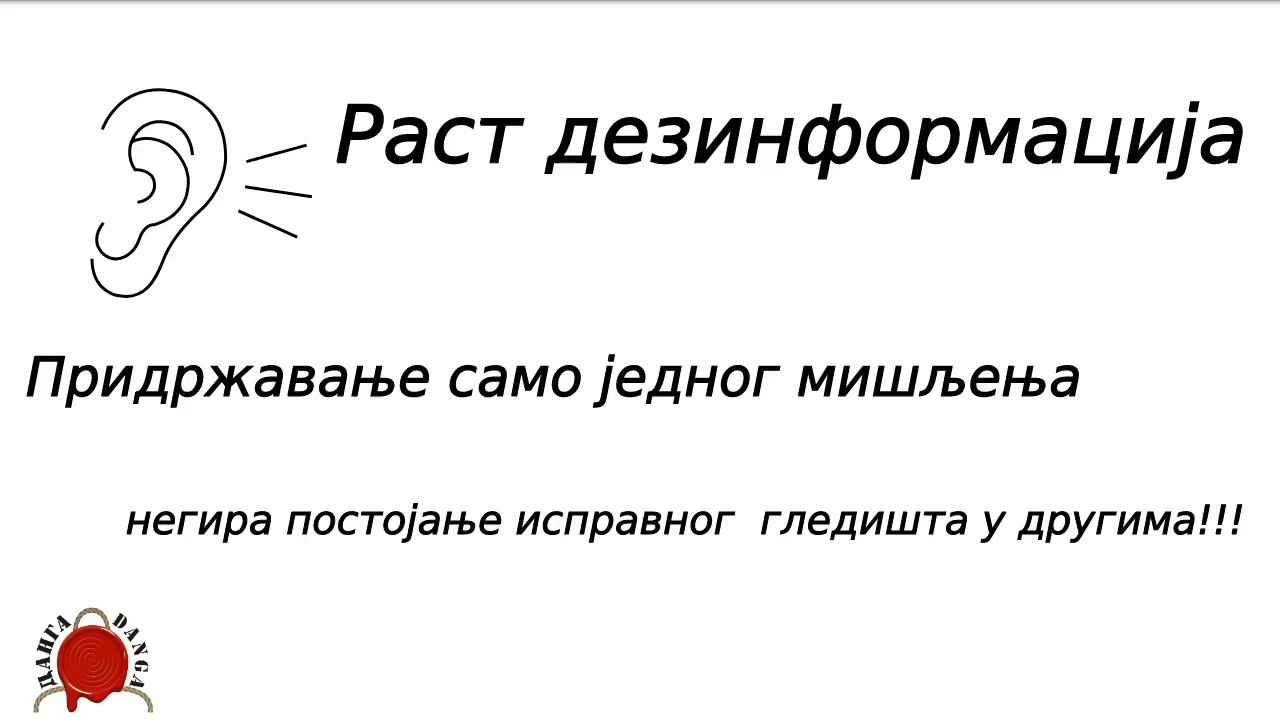 Раст дезинформација
Придржавање само једног мишљења
негира постојање исправног гледишта у другима!!!
ДАНГА DANGA